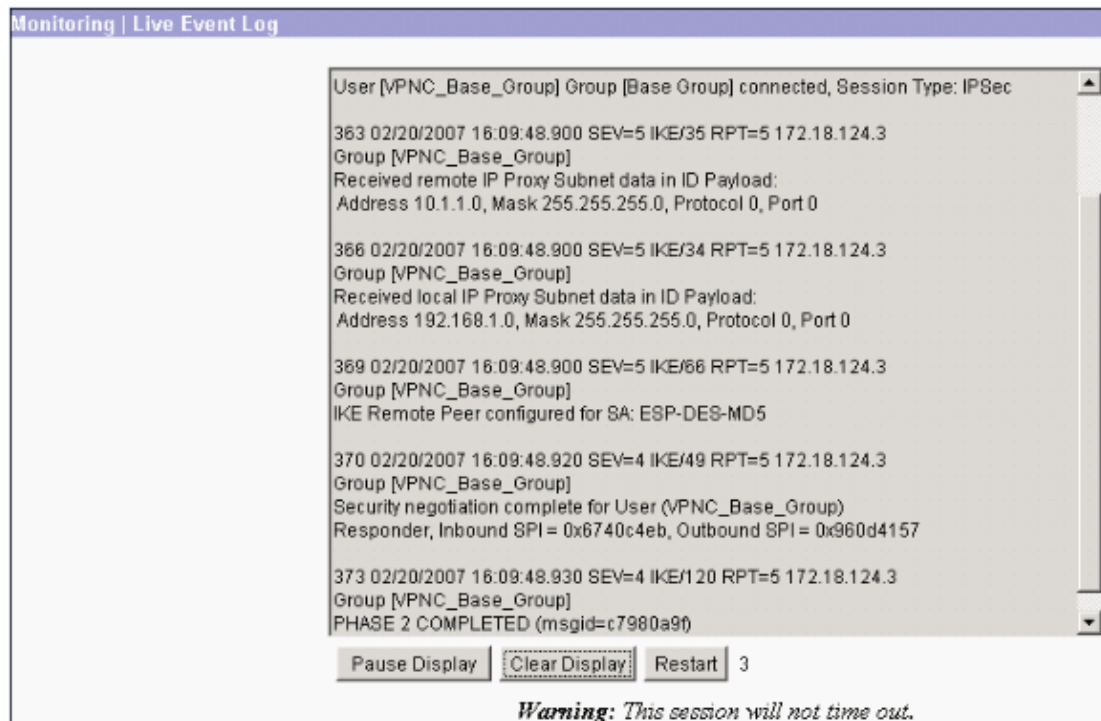 Monitoring | Live Event Log
User [VPNC_Base_Group] Group [Base Group] connected, Session Type: IPSec
363 02/20/2007 16:09:48.900 SEV=5 IKE/35 RPT=5 172.18.124.3
Group [VPNC_Base_Group]
Received remote IP Proxy Subnet data in ID Payload:
Address 10.1.1.0, Mask 255.255.255.0, Protocol 0, Port 0
366 02/20/2007 16:09:48.900 SEV=5 IKE/34 RPT=5 172.18.124.3
Group [VPNC_Base_Group]
Received local IP Proxy Subnet data in ID Payload:
Address 192.168.1.0, Mask 255.255.255.0, Protocol 0, Port 0
369 02/20/2007 16:09:48.900 SEV=5 IKE/66 RPT=5 172.18.124.3
Group [VPNC_Base_Group]
IKE Remote Peer configured for SA: ESP-DES-MD5
370 02/20/2007 16:09:48.920 SEV=4 IKE/49 RPT=5 172.18.124.3
Group [VPNC_Base_Group]
Security negotiation complete for User (VPNC_Base_Group)
Responder, Inbound SPI = 0x6740c4eb, Outbound SPI = 0x960d4157
373 02/20/2007 16:09:48.930 SEV=4 IKE/120 RPT=5 172.18.124.3
Group [VPNC_Base_Group]
PHASE 2 COMPLETED (msgid=c7980a9f)
Pause Display Clear Display Restart 3
Warning: This session will not time out.